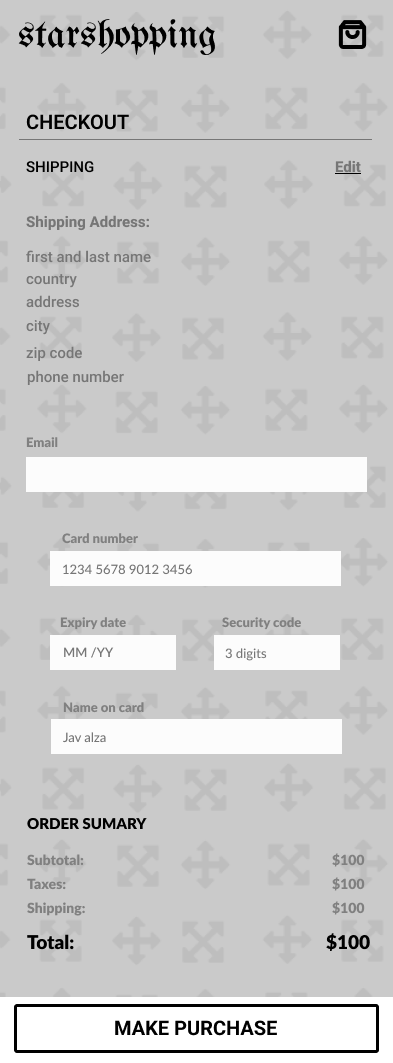 starshopping
CHECKOUT
SHIPPING Edit
Shipping Address:
first and last name
country
address
city
zip code
phone number
Email
Card number
1234 5678 9012 3456
Expiry date Security code
MM /YY 3 digits
Name on card
Jav alza
ORDER SUMARY
Subtotal: $100
Taxes: $100
Shipping: $100
Total: $100
MAKE PURCHASE